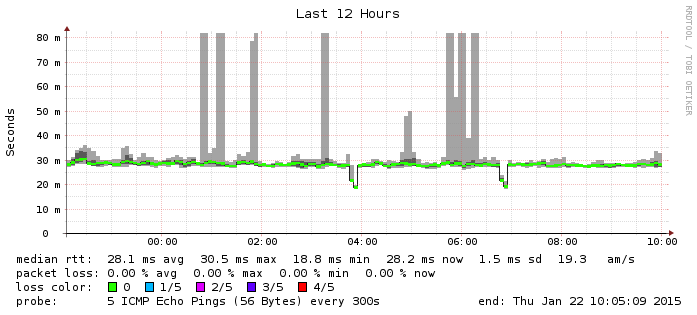 Last 12 Hours
RRDTOOL / TOBI OETIKER
Seconds
80 m
70 m
60 m
50 m
40 m
30 m
20 m
10 m
0
00:00 02:00 04:00 06:00 08:00 10:00
median rtt: 28.1 ms avg 30.5 ms max 18.8 ms min 28.2 ms now 1.5 ms sd 19.3 am/s
packet loss: 0.00 % avg 0.00 % max 0.00 % min 0.00 % now
loss color: 0 1/5 2/5 3/5 4/5
probe: 5 ICMP Echo Pings (56 Bytes) every 300s end: Thu Jan 22 10:05:09 2015